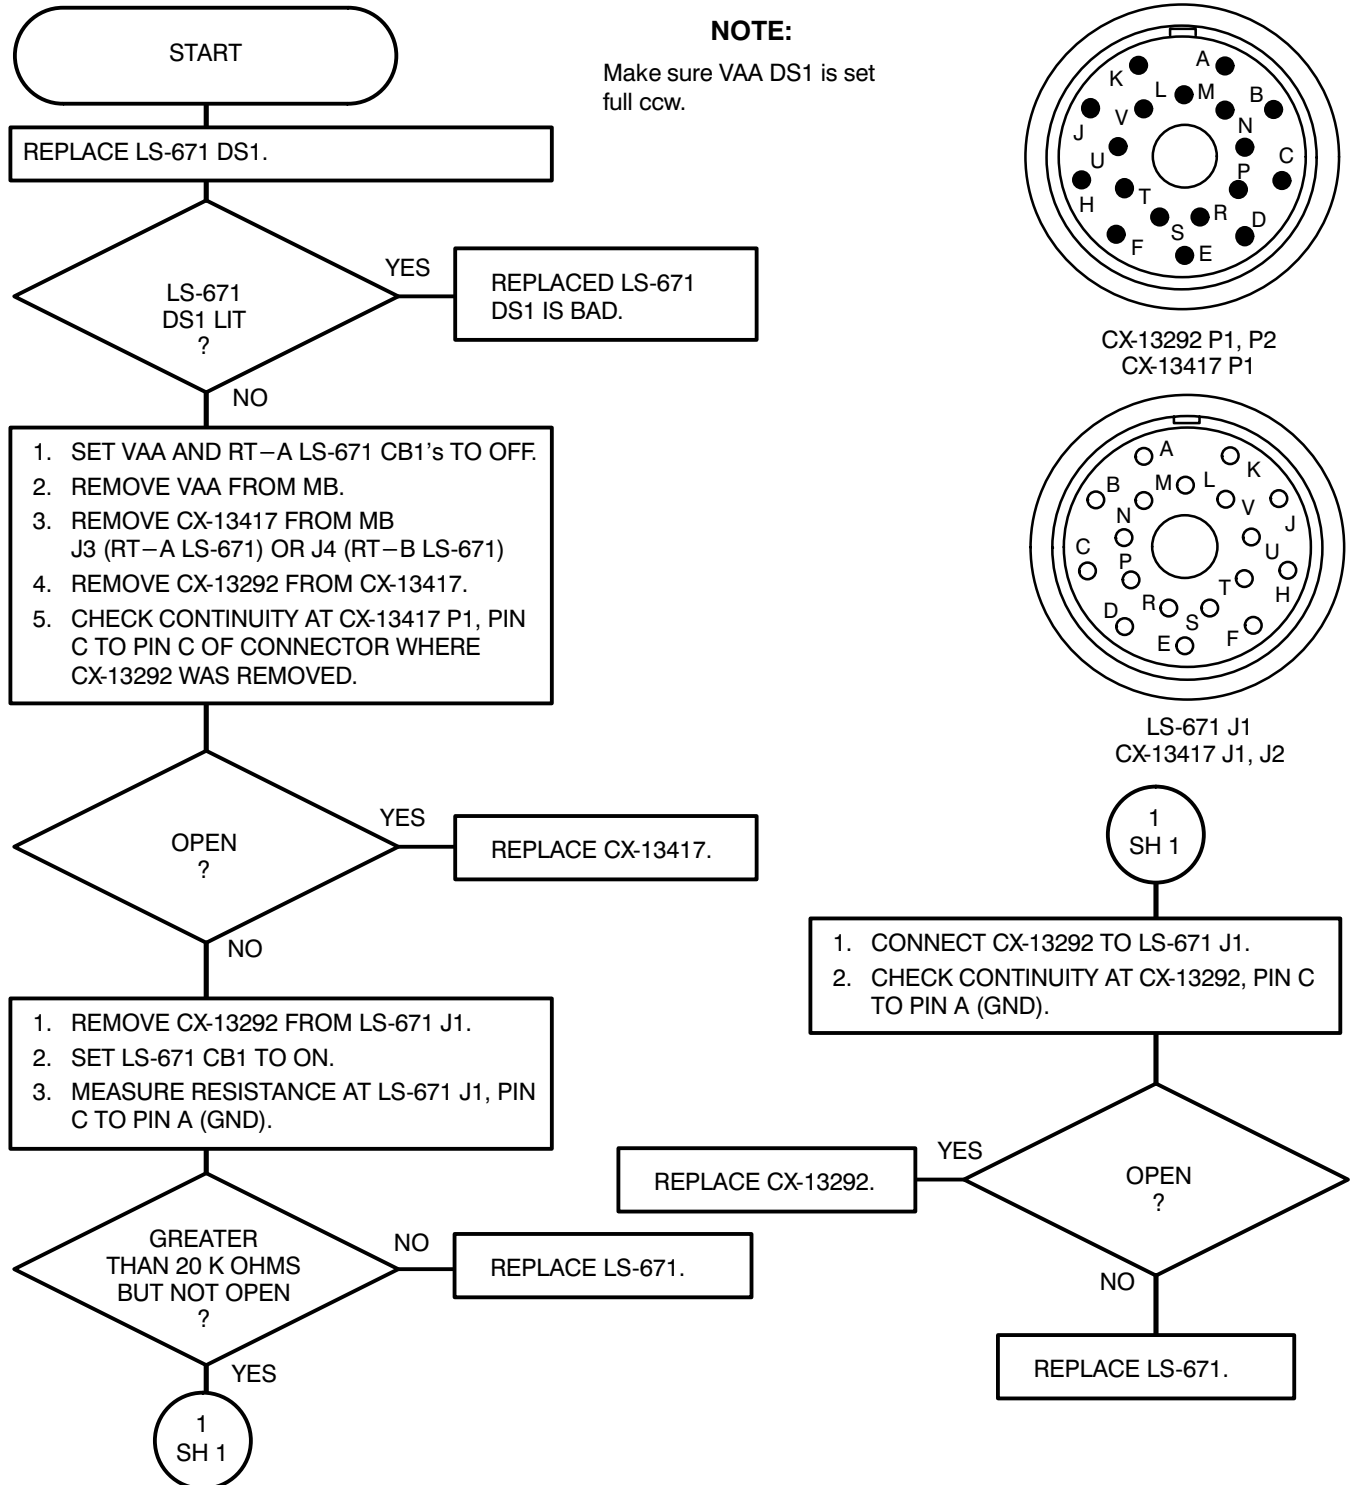 START
REPLACE LS-671 DS1.
LS-671
DS1 LIT
?
YES
REPLACED LS-671
DS1 IS BAD.
NO
1. SET VAA AND RT–A LS-671 CB1's TO OFF.
2. REMOVE VAA FROM MB.
3. REMOVE CX-13417 FROM MB
J3 (RT–A LS-671) OR J4 (RT–B LS-671)
4. REMOVE CX-13292 FROM CX-13417.
5. CHECK CONTINUITY AT CX-13417 P1, PIN
C TO PIN C OF CONNECTOR WHERE
CX-13292 WAS REMOVED.
OPEN
?
YES
REPLACE CX-13417.
NO
1. REMOVE CX-13292 FROM LS-671 J1.
2. SET LS-671 CB1 TO ON.
3. MEASURE RESISTANCE AT LS-671 J1, PIN
C TO PIN A (GND).
GREATER
THAN 20 K OHMS
BUT NOT OPEN
?
NO
REPLACE LS-671.
YES
1
SH 1
NOTE:
Make sure VAA DS1 is set
full ccw.
K A
L M B
J V N
U P C
H T R D
F S E
CX-13292 P1, P2
CX-13417 P1
A K
B M L V J
N U
C P T H
D R S F
E
LS-671 J1
CX-13417 J1, J2
1
SH 1
1. CONNECT CX-13292 TO LS-671 J1.
2. CHECK CONTINUITY AT CX-13292, PIN C
TO PIN A (GND).
OPEN
?
YES
REPLACE CX-13292.
NO
REPLACE LS-671.